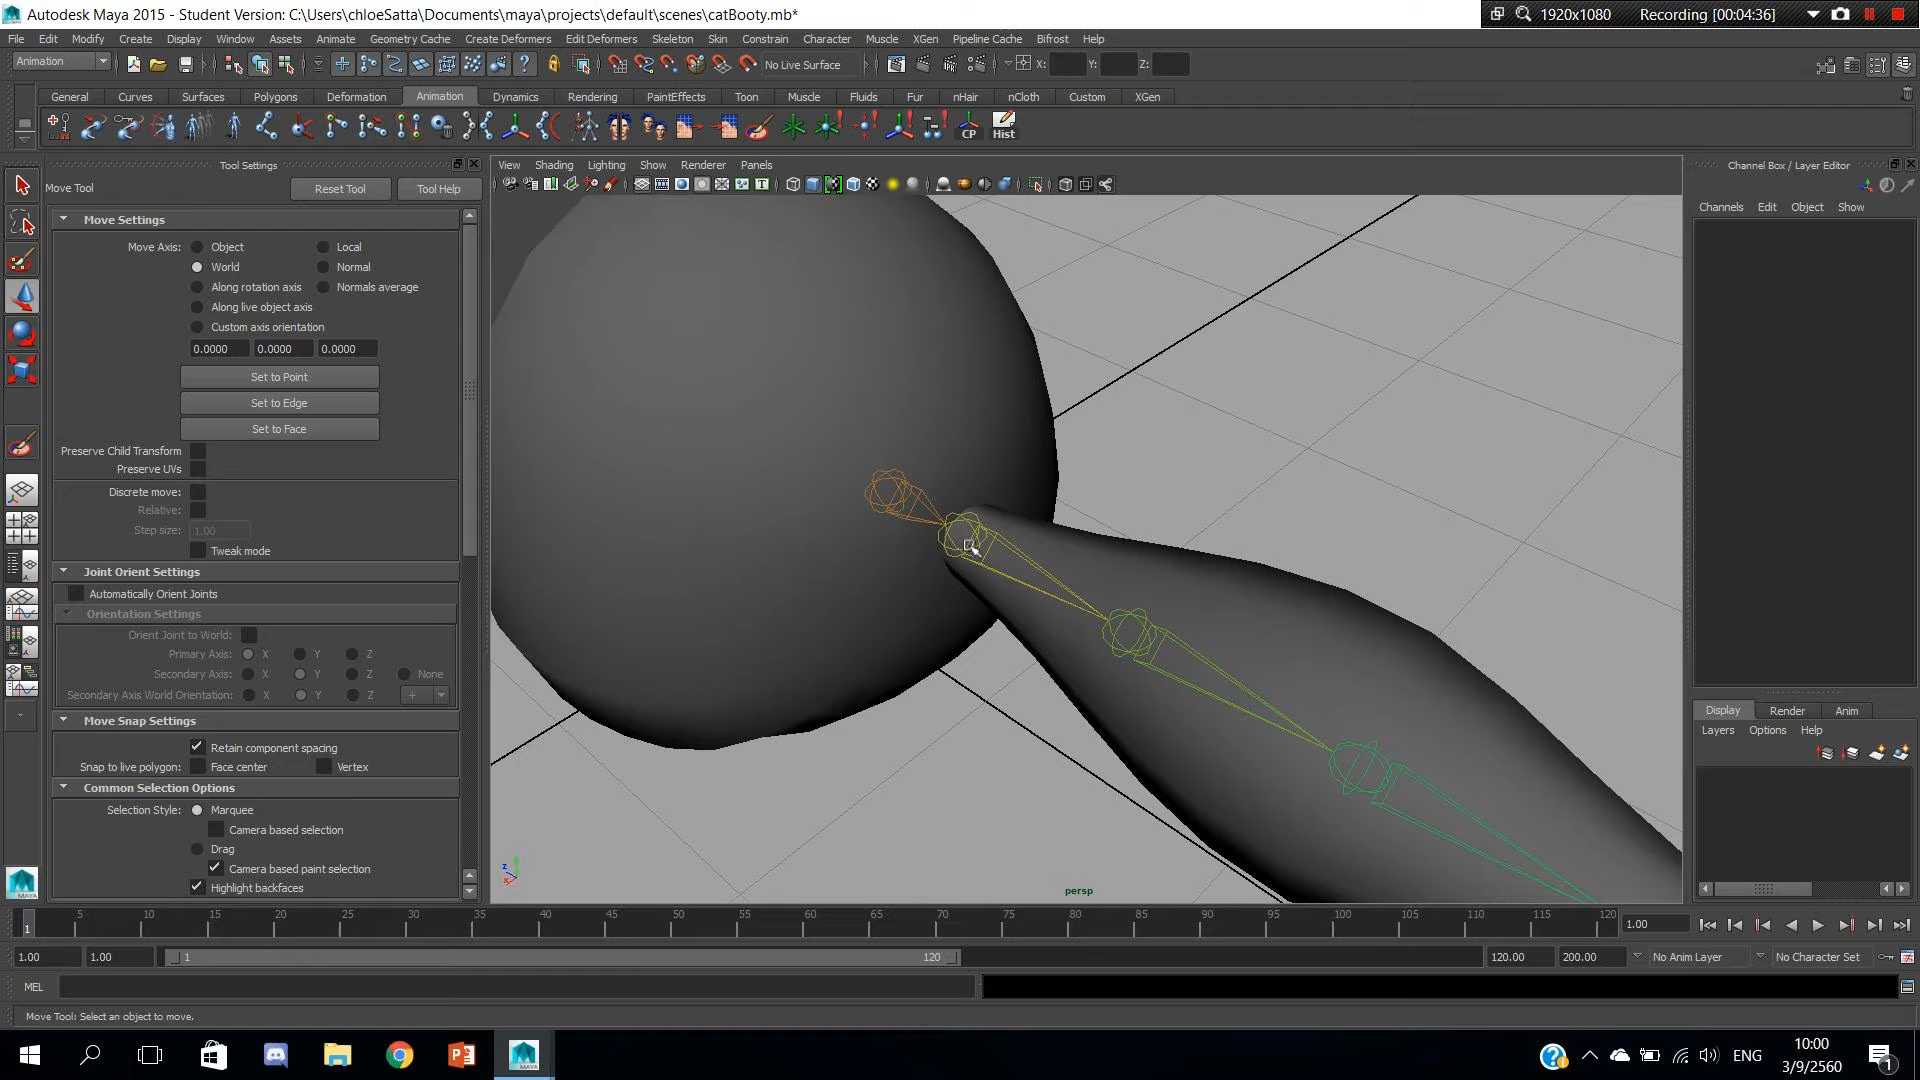 Autodesk Maya 2015 - Student Version: C:\Users\chloeSatta\Documents\maya\projects\default\scenes\catBooty.mb*
1920x1080 Recording [00:04:36]
File Edit Modify Create Display Window Assets Animate Geometry Cache Create Deformers Edit Deformers Skeleton Skin Constrain Character Muscle XGen Pipeline Cache Bifrost Help
Animation No Live Surface X: Y: Z:
General Curves Surfaces Polygons Deformation Animation Dynamics Rendering PaintEffects Toon Muscle Fluids Fur nHair nCloth Custom XGen
CP Hist
Tool Settings
Move Tool Reset Tool Tool Help
Move Settings
Move Axis: Object Local
World Normal
Along rotation axis Normals average
Along live object axis
Custom axis orientation
0.0000 0.0000 0.0000
Set to Point
Set to Edge
Set to Face
Preserve Child Transform
Preserve UVs
Discrete move:
Relative:
Step size: 1.00
Tweak mode
Joint Orient Settings
Automatically Orient Joints
Orientation Settings
Orient Joint to World:
Primary Axis: X Y Z
Secondary Axis: X Y Z None
Secondary Axis World Orientation: X Y Z +
Move Snap Settings
Retain component spacing
Snap to live polygon: Face center Vertex
Common Selection Options
Selection Style: Marquee
Camera based selection
Drag
Camera based paint selection
Highlight backfaces
View Shading Lighting Show Renderer Panels
z
x
persp
Channel Box / Layer Editor
Channels Edit Object Show
Display Render Anim
Layers Options Help
1 5 10 15 20 25 30 35 40 45 50 55 60 65 70 75 80 85 90 95 100 105 110 115 120 1.00
1.00 1.00 1 120 120.00 200.00 No Anim Layer No Character Set
MEL
Move Tool: Select an object to move.
MAYA
ENG
10:00
3/9/2560
1